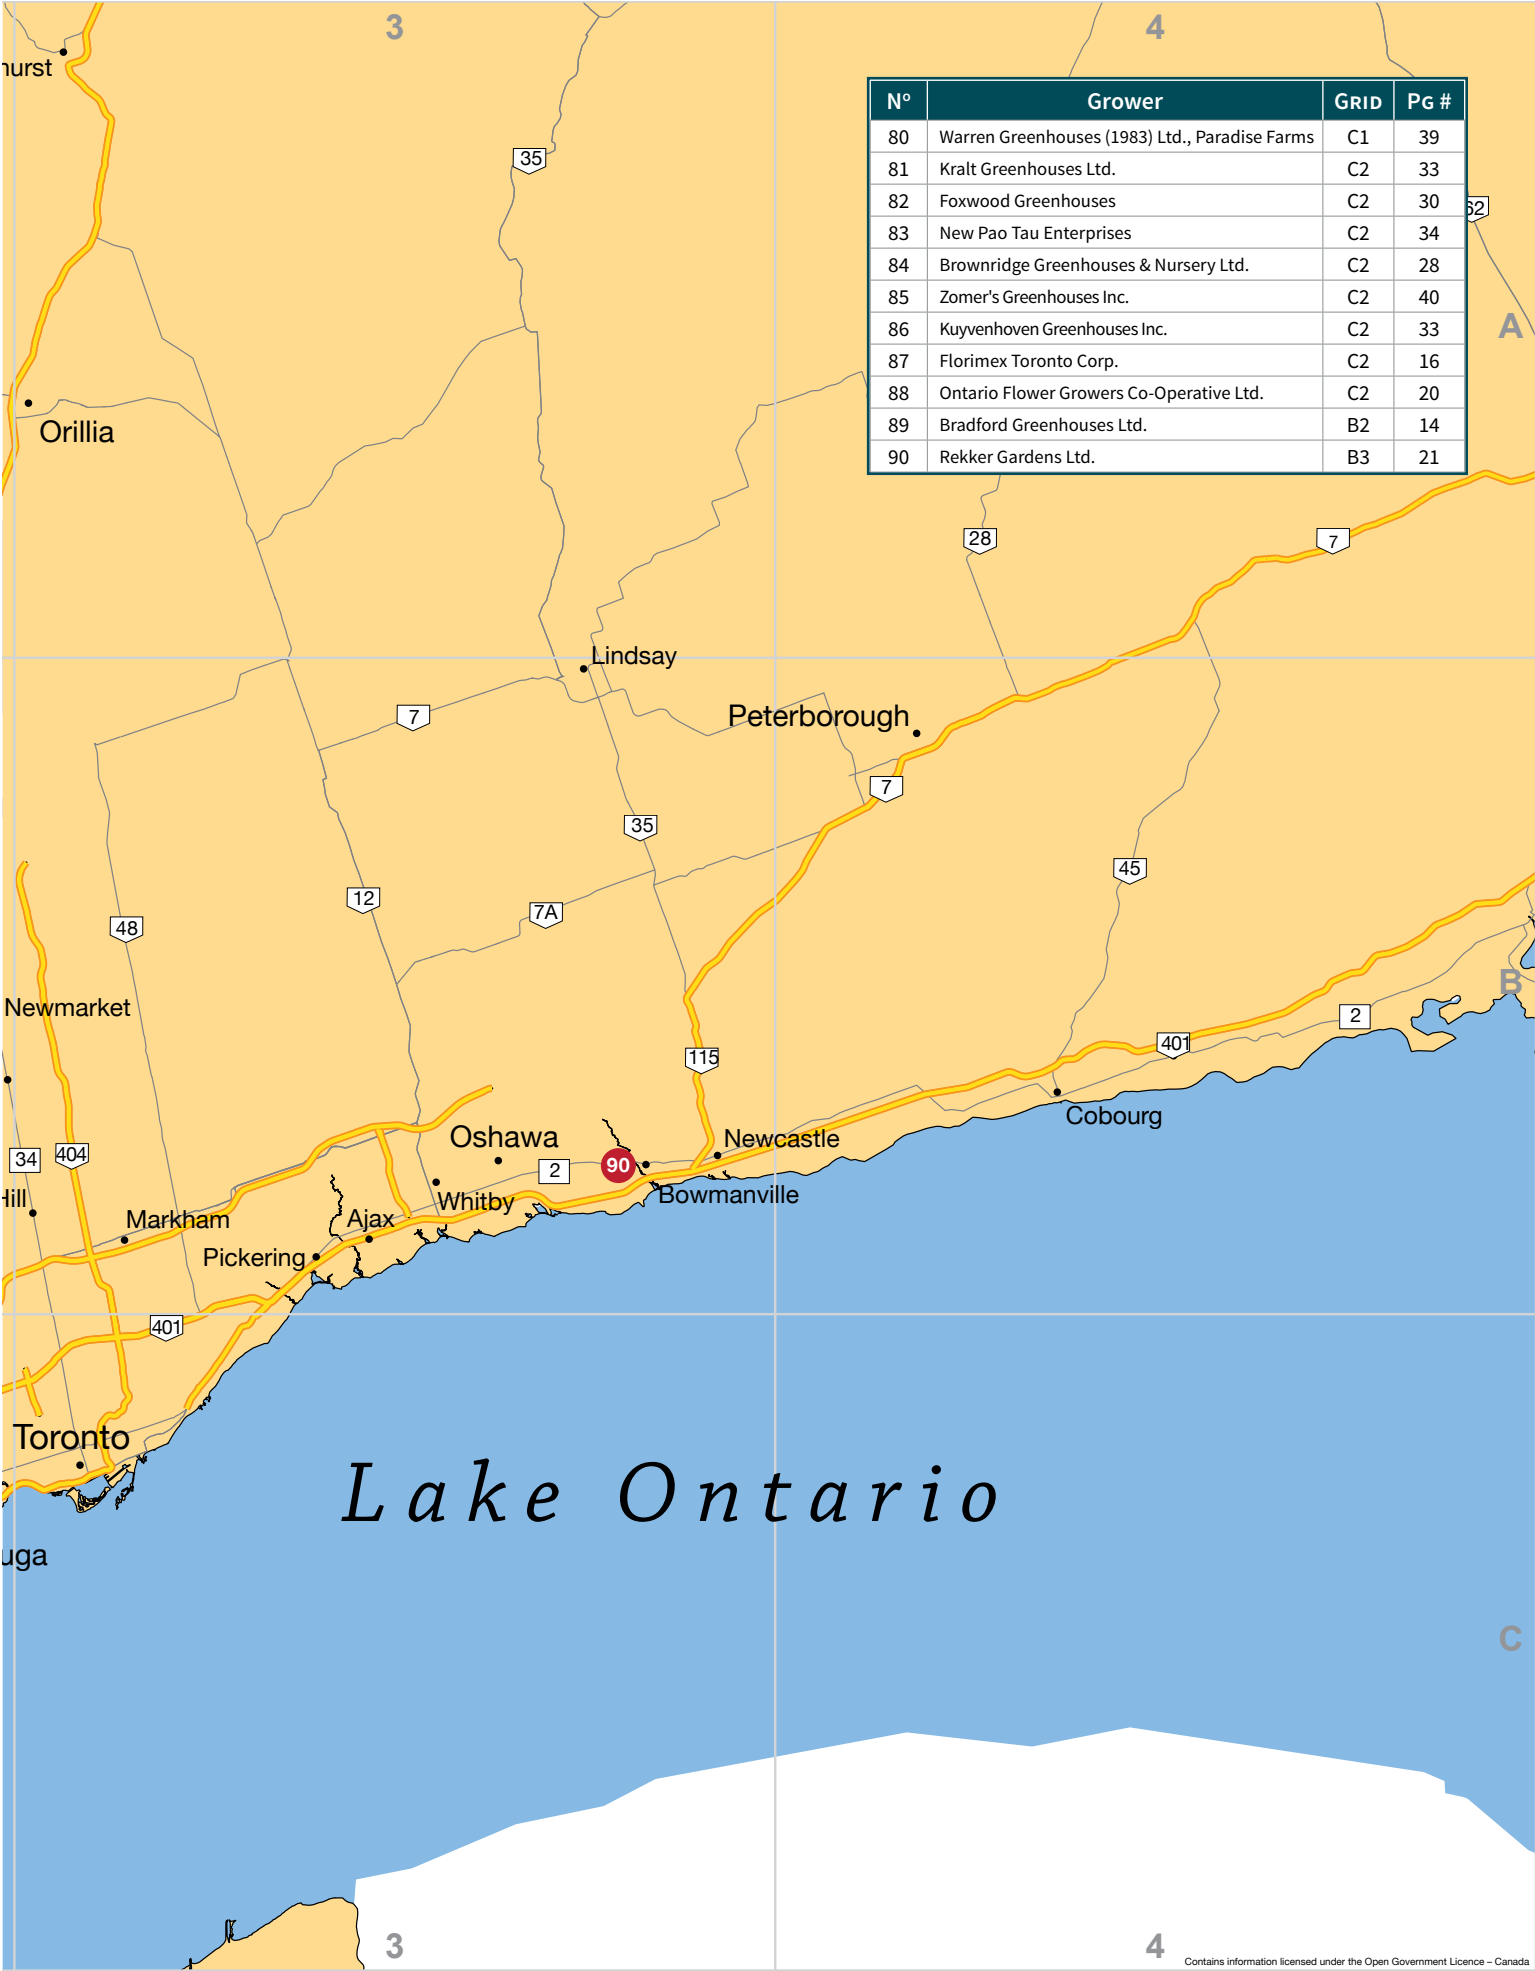 3
4
hurst
35
Nº Grower GRID PG #
80 Warren Greenhouses (1983) Ltd., Paradise Farms C1 39
81 Kralt Greenhouses Ltd. C2 33
82 Foxwood Greenhouses C2 30
83 New Pao Tau Enterprises C2 34
84 Brownridge Greenhouses & Nursery Ltd. C2 28
85 Zomer's Greenhouses Inc. C2 40
86 Kuyvenhoven Greenhouses Inc. C2 33
87 Florimex Toronto Corp. C2 16
88 Ontario Flower Growers Co-Operative Ltd. C2 20
89 Bradford Greenhouses Ltd. B2 14
90 Rekker Gardens Ltd. B3 21
62
A
Orillia
28
7
Lindsay
7
Peterborough
7
35
45
12
7A
48
B
Newmarket
2
401
115
Cobourg
Oshawa
Newcastle
34
404
2
90
Hill
Whitby
Bowmanville
Markham
Ajax
Pickering
401
Toronto
Lake Ontario
uga
C
3
4
Contains information licensed under the Open Government Licence – Canada